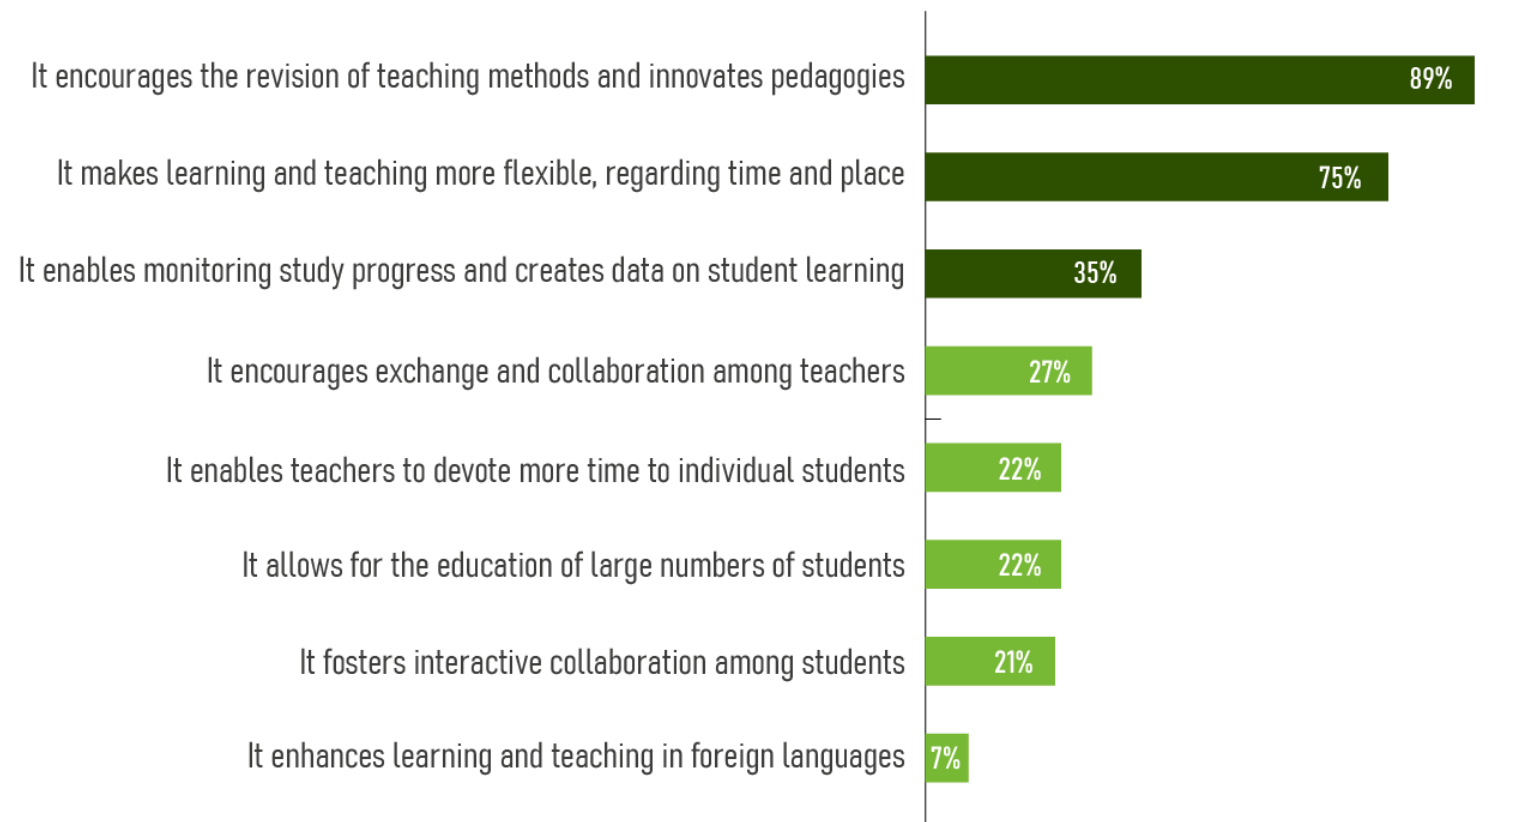 It encourages the revision of teaching methods and innovates pedagogies 89%
It makes learning and teaching more flexible, regarding time and place 75%
It enables monitoring study progress and creates data on student learning 35%
It encourages exchange and collaboration among teachers 27%
It enables teachers to devote more time to individual students 22%
It allows for the education of large numbers of students 22%
It fosters interactive collaboration among students 21%
It enhances learning and teaching in foreign languages 7%